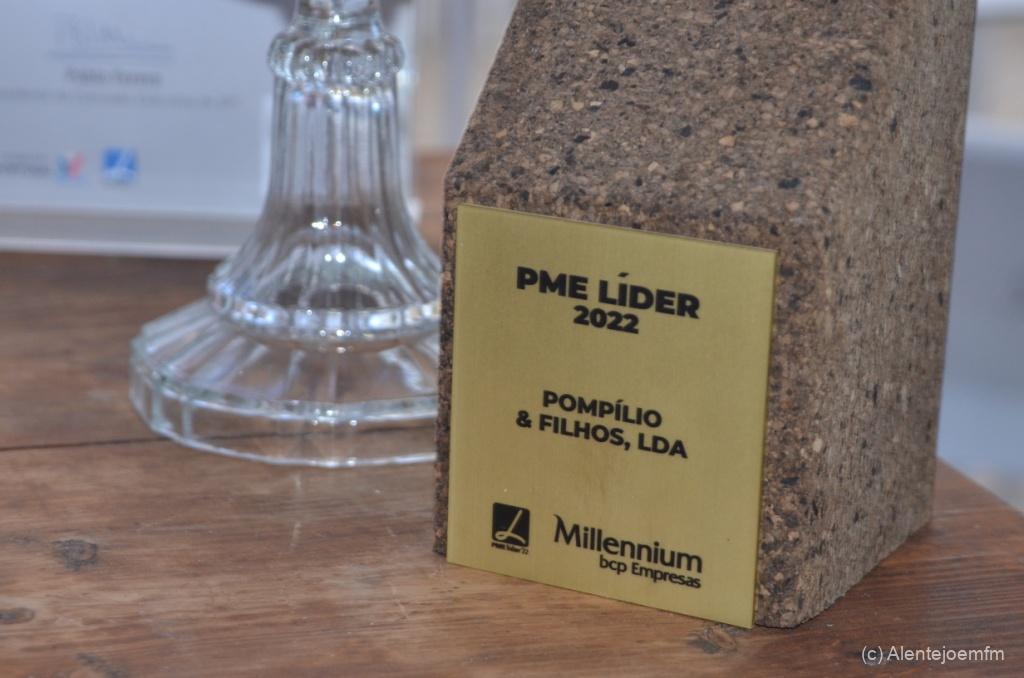 PME LÍDER
2022
POMPÍLIO
& FILHOS, LDA
PME líder'22
Millennium
bcp Empresas
(c) Alentejoemfm